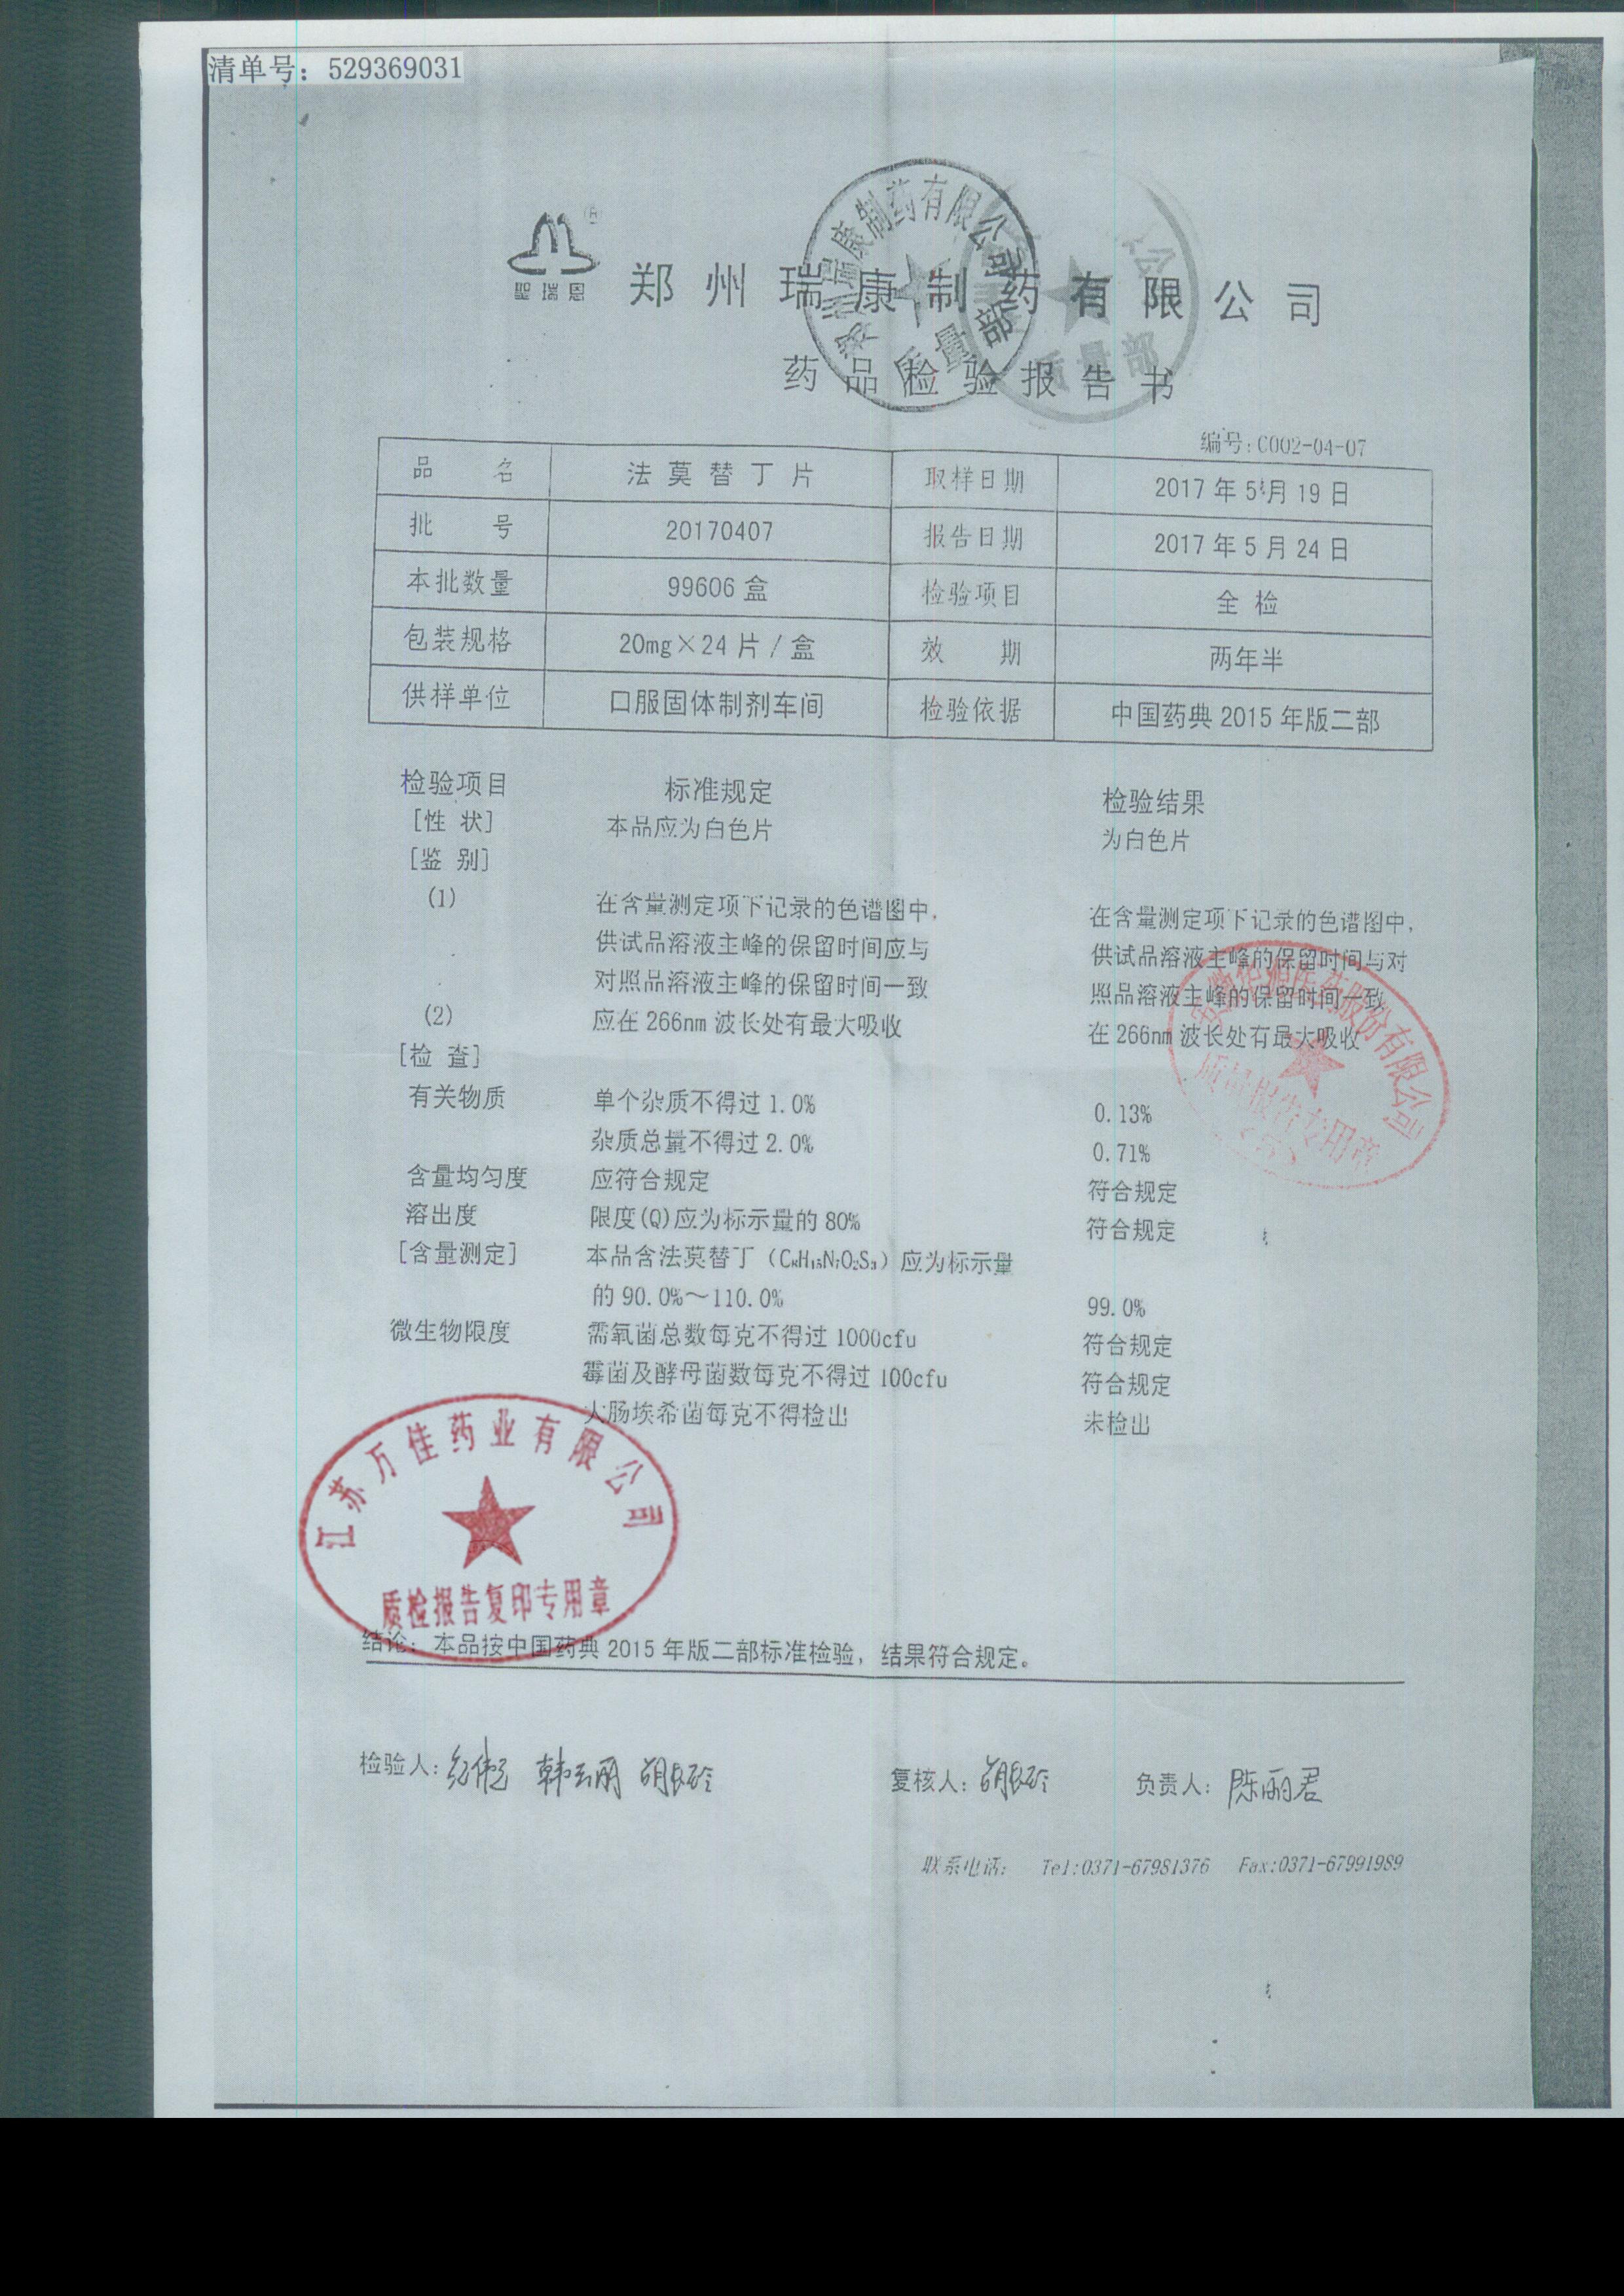 清单号：529369031
聖瑞恩
郑州瑞康制药有限公司
药品检验报告书
编号:C002-04-07
品 名 法莫替丁片 取样日期 2017年5月19日
批 号 20170407 报告日期 2017年5月24日
本批数量 99606盒 检验项目 全检
包装规格 20mg×24片/盒 效 期 两年半
供样单位 口服固体制剂车间 检验依据 中国药典2015年版二部
检验项目 标准规定 检验结果
[性 状] 本品应为白色片 为白色片
[鉴 别]
(1) 在含量测定项下记录的色谱图中, 在含量测定项下记录的色谱图中,
供试品溶液主峰的保留时间应与 供试品溶液主峰的保留时间与对
对照品溶液主峰的保留时间一致 照品溶液主峰的保留时间一致
(2) 应在266nm波长处有最大吸收 在266nm波长处有最大吸收
[检 查]
有关物质 单个杂质不得过1.0% 0.13%
杂质总量不得过2.0% 0.71%
含量均匀度 应符合规定 符合规定
溶出度 限度(Q)应为标示量的80% 符合规定
[含量测定] 本品含法莫替丁（C₈H₁₅N₇O₂S₃）应为标示量
的90.0%～110.0% 99.0%
微生物限度 需氧菌总数每克不得过1000cfu 符合规定
霉菌及酵母菌数每克不得过100cfu 符合规定
大肠埃希菌每克不得检出 未检出
江苏万佳药业有限公司
质检报告复印专用章
结论：本品按中国药典2015年版二部标准检验，结果符合规定。
检验人: 韩云丽 复核人: 负责人: 陈丽君
联系电话: Tel:0371-67981376 Fax:0371-67991989